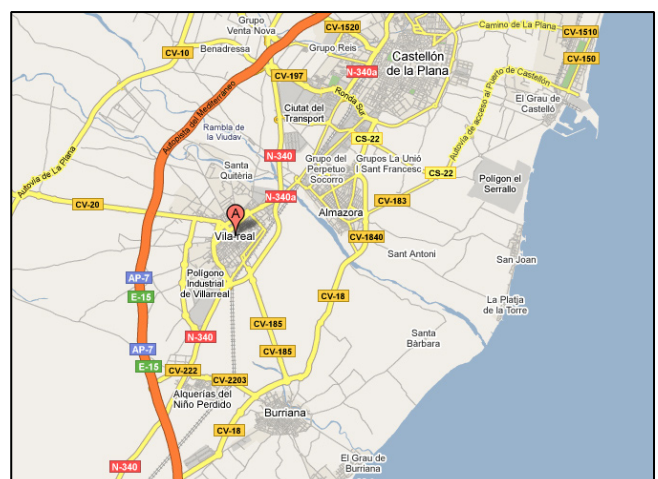 Grupo
Venta Nova
CV-1520
Camino de La Plana
CV-1510
CV-10
Benadressa
Grupo Reis
Castellón
de la Plana
CV-150
CV-197
N-340a
Ronda Sur
Autovía de acceso al Puerto de Castellón
El Grau de
Castelló
Ciutat del
Transport
Autopista del Mediterráneo
Rambla de
la Viudav
CS-22
N-340
Grupo del
Perpetuo
Socorro
Grupos La Unió
I Sant Francesc
Santa
Quitèria
CS-22
Polígon el
Serrallo
Autovía de La Plana
N-340a
CV-20
A
Almazora
CV-183
Vila-real
CV-1840
Sant Antoni
San Joan
AP-7
Polígono
Industrial
de Villarreal
E-15
CV-18
La Platja
de la Torre
CV-185
N-340
Santa
Bàrbara
AP-7
CV-185
E-15
CV-222
CV-2203
Alquerías del
Niño Perdido
Burriana
CV-18
N-340
El Grau de
Burriana